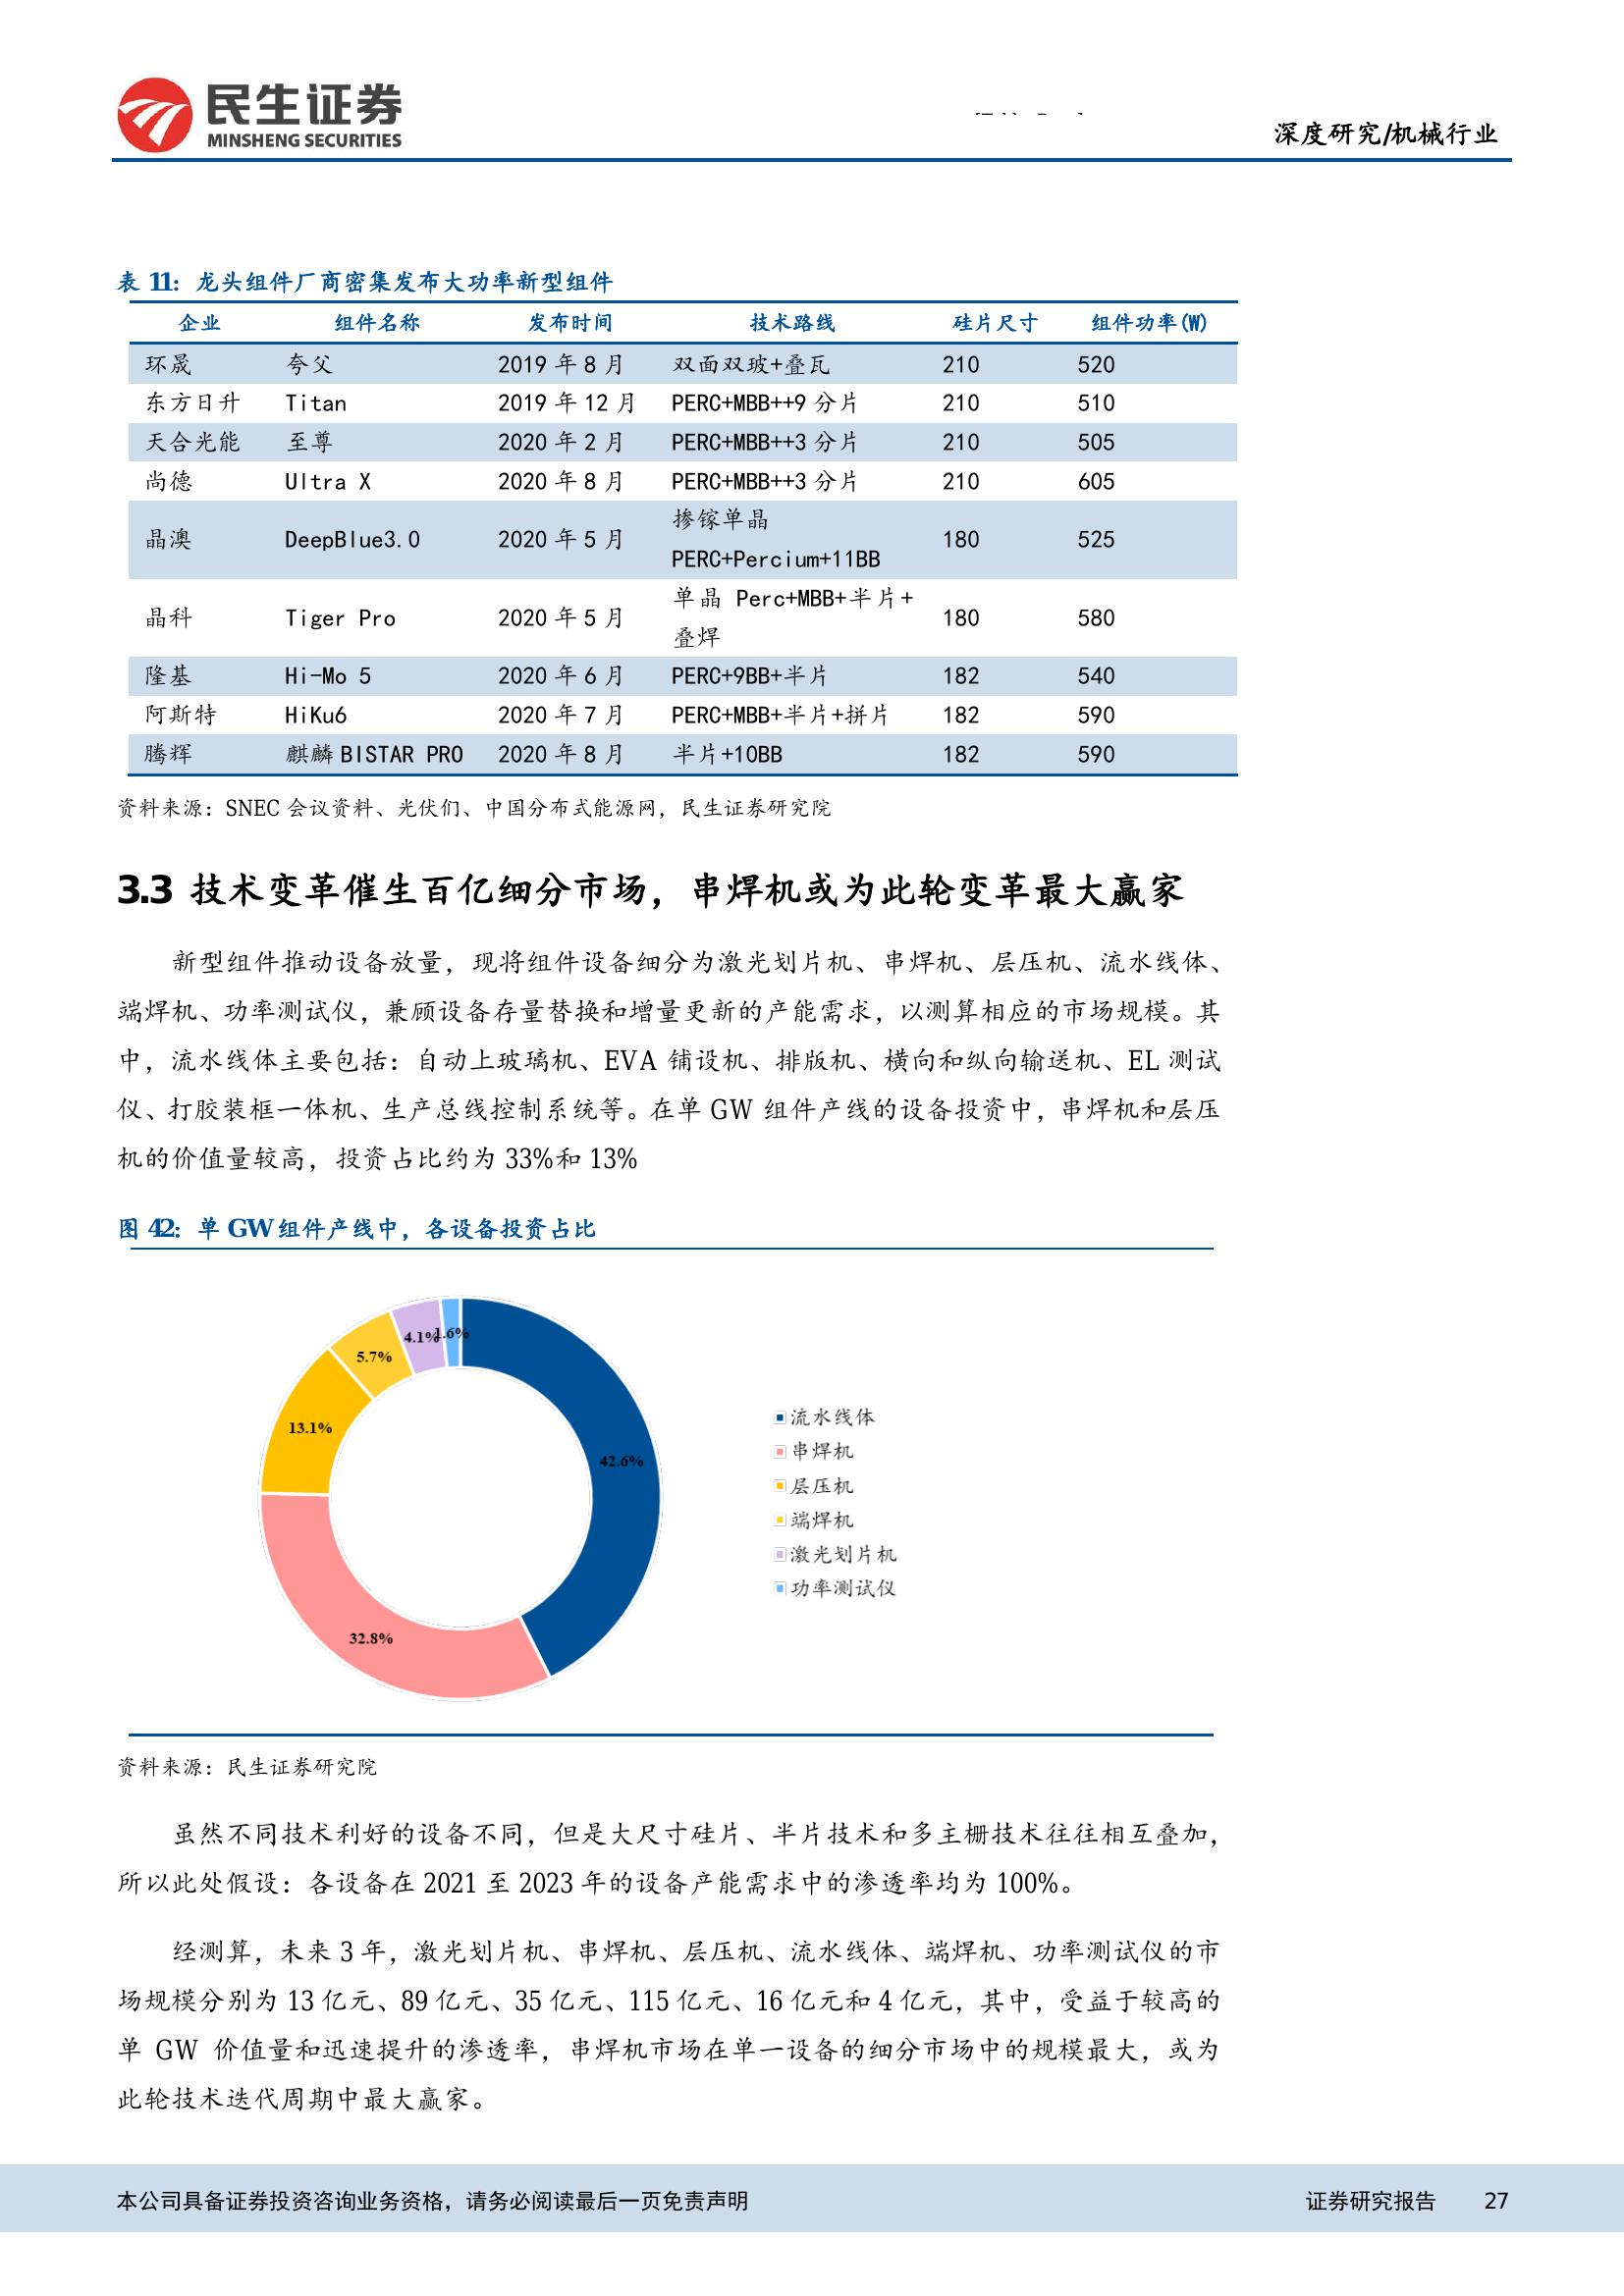 民生证券
MINSHENG SECURITIES
深度研究/机械行业
表 11：龙头组件厂商密集发布大功率新型组件
企业 组件名称 发布时间 技术路线 硅片尺寸 组件功率(W)
环晟 夸父 2019 年 8 月 双面双玻+叠瓦 210 520
东方日升 Titan 2019 年 12 月 PERC+MBB++9 分片 210 510
天合光能 至尊 2020 年 2 月 PERC+MBB++3 分片 210 505
尚德 Ultra X 2020 年 8 月 PERC+MBB++3 分片 210 605
掺镓单晶
晶澳 DeepBlue3.0 2020 年 5 月 180 525
PERC+Percium+11BB
单晶 Perc+MBB+半片+
晶科 Tiger Pro 2020 年 5 月 180 580
叠焊
隆基 Hi-Mo 5 2020 年 6 月 PERC+9BB+半片 182 540
阿斯特 HiKu6 2020 年 7 月 PERC+MBB+半片+拼片 182 590
腾辉 麒麟 BISTAR PRO 2020 年 8 月 半片+10BB 182 590
资料来源：SNEC 会议资料、光伏们、中国分布式能源网，民生证券研究院
3.3 技术变革催生百亿细分市场，串焊机或为此轮变革最大赢家
新型组件推动设备放量，现将组件设备细分为激光划片机、串焊机、层压机、流水线体、
端焊机、功率测试仪，兼顾设备存量替换和增量更新的产能需求，以测算相应的市场规模。其
中，流水线体主要包括：自动上玻璃机、EVA 铺设机、排版机、横向和纵向输送机、EL 测试
仪、打胶装框一体机、生产总线控制系统等。在单 GW 组件产线的设备投资中，串焊机和层压
机的价值量较高，投资占比约为 33%和 13%
图 42：单 GW 组件产线中，各设备投资占比
1.6%
4.1%
5.7%
13.1%
42.6%
32.8%
流水线体
串焊机
层压机
端焊机
激光划片机
功率测试仪
资料来源：民生证券研究院
虽然不同技术利好的设备不同，但是大尺寸硅片、半片技术和多主栅技术往往相互叠加，
所以此处假设：各设备在 2021 至 2023 年的设备产能需求中的渗透率均为 100%。
经测算，未来 3 年，激光划片机、串焊机、层压机、流水线体、端焊机、功率测试仪的市
场规模分别为 13 亿元、89 亿元、35 亿元、115 亿元、16 亿元和 4 亿元，其中，受益于较高的
单 GW 价值量和迅速提升的渗透率，串焊机市场在单一设备的细分市场中的规模最大，或为
此轮技术迭代周期中最大赢家。
本公司具备证券投资咨询业务资格，请务必阅读最后一页免责声明 证券研究报告 27